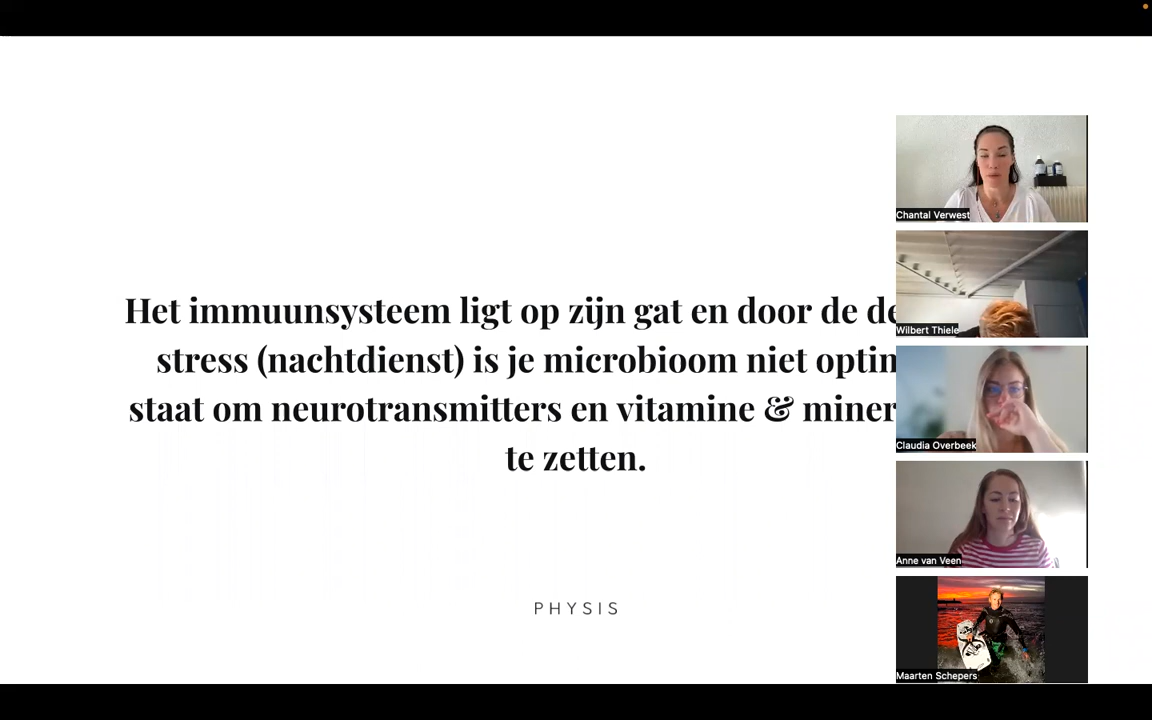 Het immuunsysteem ligt op zijn gat en door de
stress (nachtdienst) is je microbioom niet
staat om neurotransmitters en vitamine &
te zetten.
PHYSIS
Chantal Verwest
Wilbert Thiele
Claudia Overbeek
Anne van Veen
Maarten Schepers